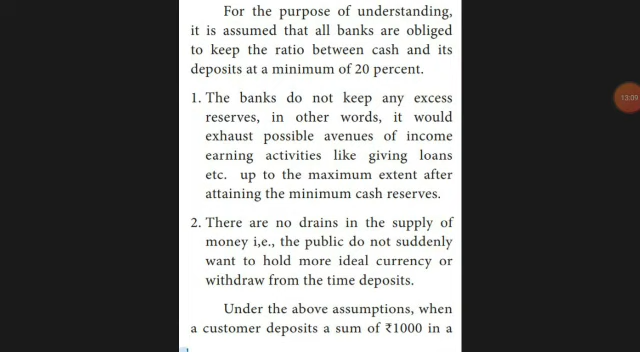 For the purpose of understanding,
it is assumed that all banks are obliged
to keep the ratio between cash and its
deposits at a minimum of 20 percent.
1. The banks do not keep any excess
reserves, in other words, it would
exhaust possible avenues of income
earning activities like giving loans
etc. up to the maximum extent after
attaining the minimum cash reserves.
2. There are no drains in the supply of
money i,e., the public do not suddenly
want to hold more ideal currency or
withdraw from the time deposits.
Under the above assumptions, when
a customer deposits a sum of ₹1000 in a
13:09